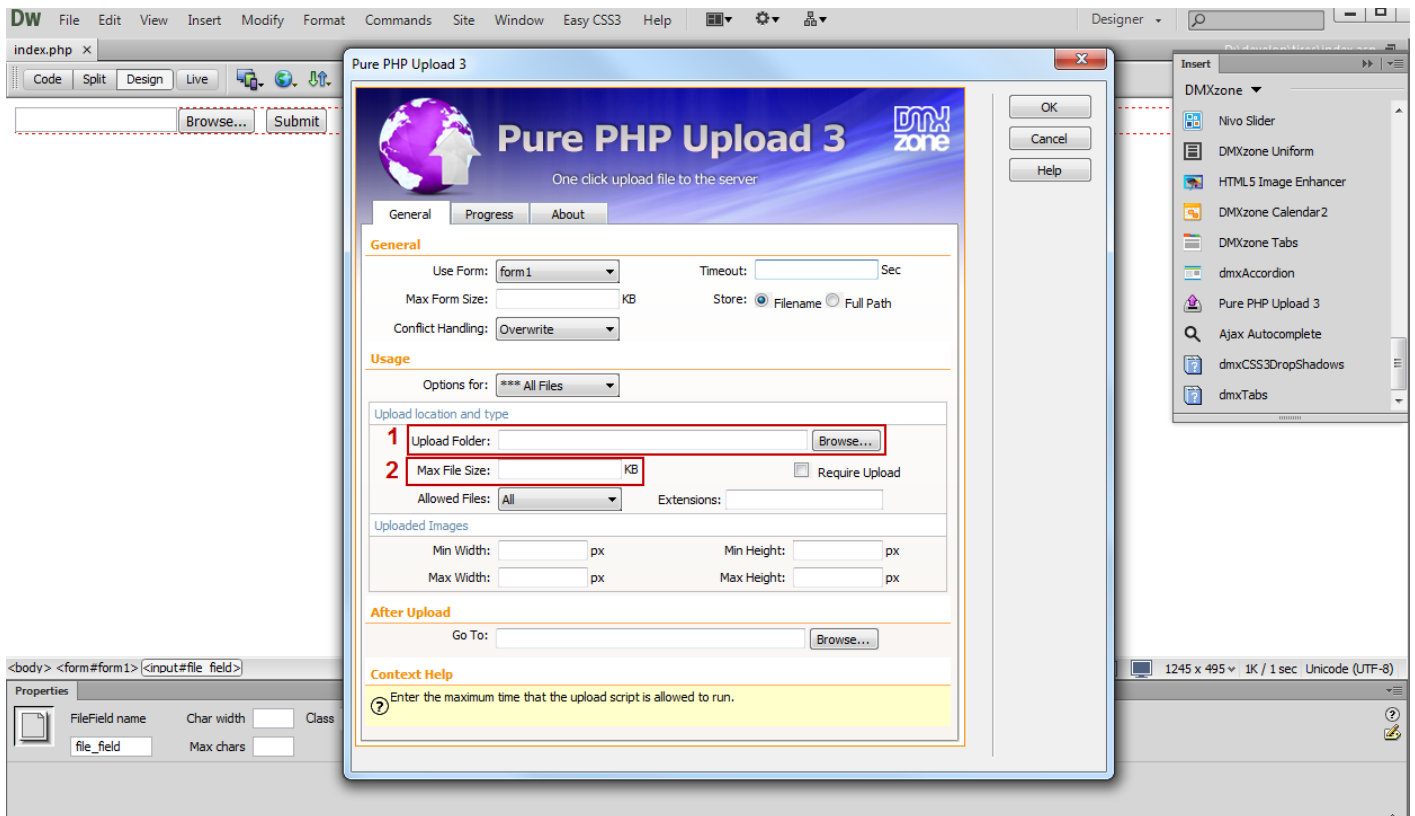 DW File Edit View Insert Modify Format Commands Site Window Easy CSS3 Help Designer
index.php
Code Split Design Live
Browse... Submit
Pure PHP Upload 3
Pure PHP Upload 3
DMX zone
One click upload file to the server
OK
Cancel
Help
General Progress About
General
Use Form: form1 Timeout: Sec
Max Form Size: KB Store: Filename Full Path
Conflict Handling: Overwrite
Usage
Options for: *** All Files
Upload location and type
1 Upload Folder: Browse...
2 Max File Size: KB Require Upload
Allowed Files: All Extensions:
Uploaded Images
Min Width: px Min Height: px
Max Width: px Max Height: px
After Upload
Go To: Browse...
Context Help
Enter the maximum time that the upload script is allowed to run.
Insert
DMXzone
Nivo Slider
DMXzone Uniform
HTML5 Image Enhancer
DMXzone Calendar2
DMXzone Tabs
dmxAccordion
Pure PHP Upload 3
Ajax Autocomplete
dmxCSS3DropShadows
dmxTabs
<body> <form#form1> <input#file_field> 1245 x 495 1K / 1 sec Unicode (UTF-8)
Properties
FileField name Char width Class
file_field Max chars